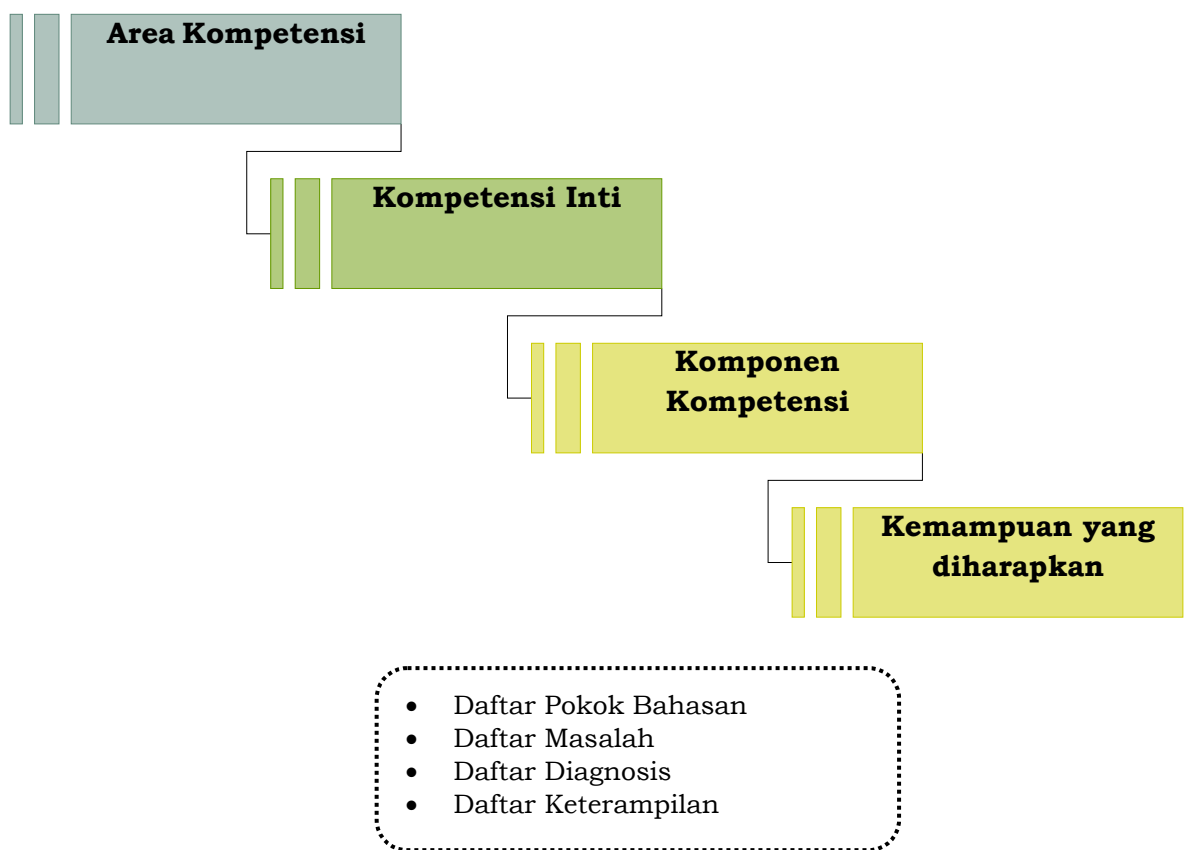 Area Kompetensi
Kompetensi Inti
Komponen
Kompetensi
Kemampuan yang
diharapkan
• Daftar Pokok Bahasan
• Daftar Masalah
• Daftar Diagnosis
• Daftar Keterampilan